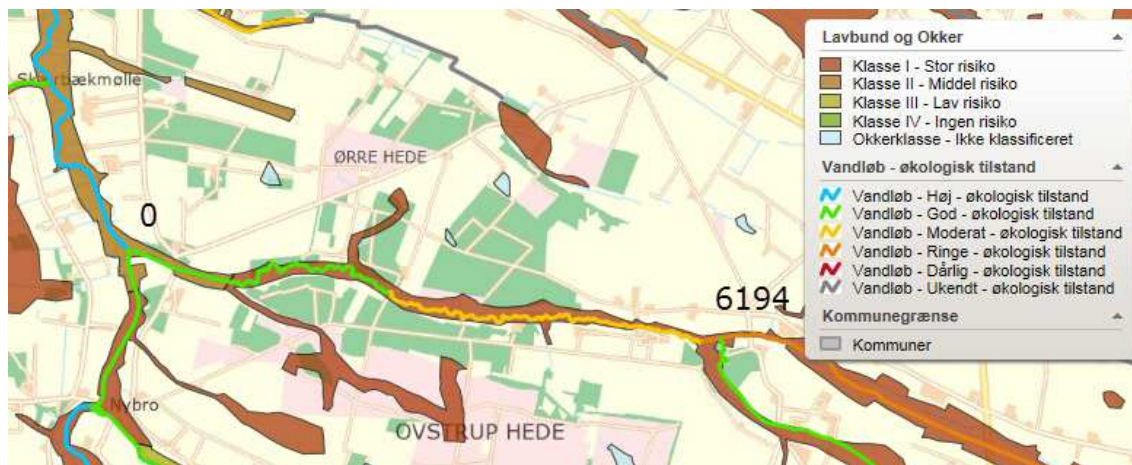 Skærbækmølle
ØRRE HEDE
0
6194
Nybro
OVSTRUP HEDE
Lavbund og Okker
Klasse I - Stor risiko
Klasse II - Middel risiko
Klasse III - Lav risiko
Klasse IV - Ingen risiko
Okkerklasse - Ikke klassificeret
Vandløb - økologisk tilstand
Vandløb - Høj - økologisk tilstand
Vandløb - God - økologisk tilstand
Vandløb - Moderat - økologisk tilstand
Vandløb - Ringe - økologisk tilstand
Vandløb - Dårlig - økologisk tilstand
Vandløb - Ukendt - økologisk tilstand
Kommunegrænse
Kommuner